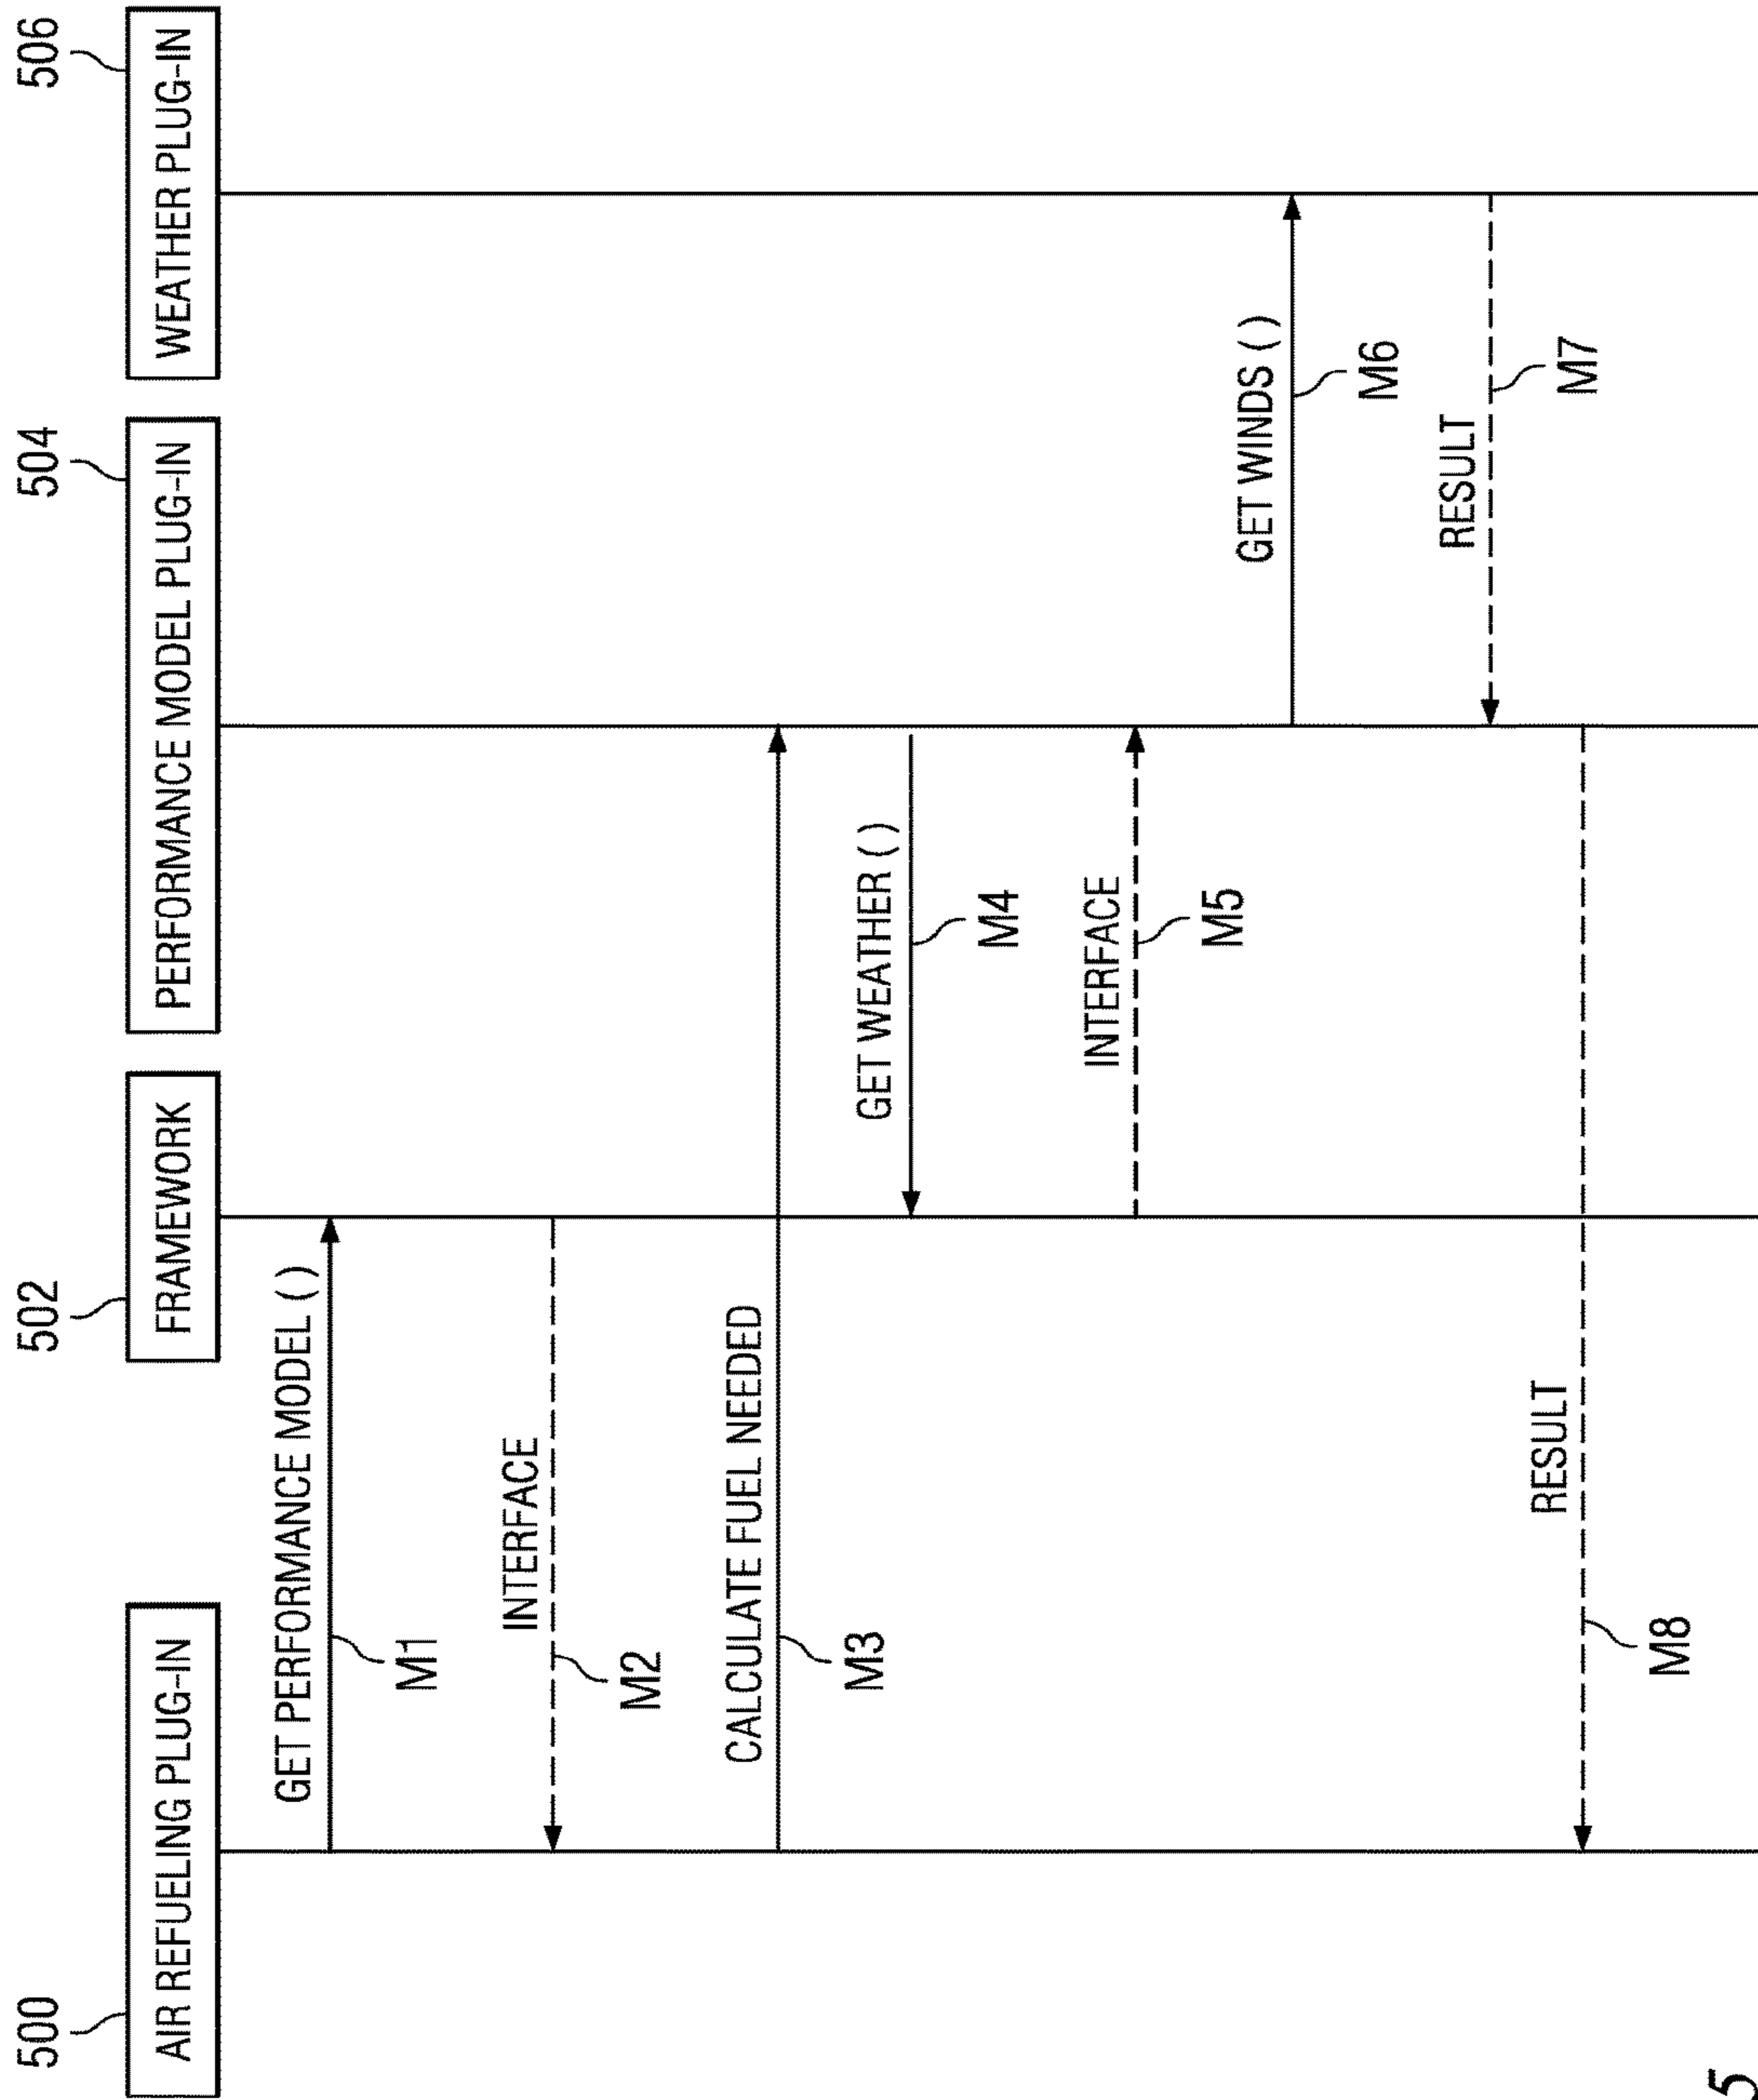 500
502
504
506
AIR REFUELING PLUG-IN
FRAMEWORK
PERFORMANCE MODEL PLUG-IN
WEATHER PLUG-IN
GET PERFORMANCE MODEL ( )
M1
INTERFACE
M2
CALCULATE FUEL NEEDED
M3
GET WEATHER ( )
M4
INTERFACE
M5
GET WINDS ( )
M6
RESULT
M7
RESULT
M8
5